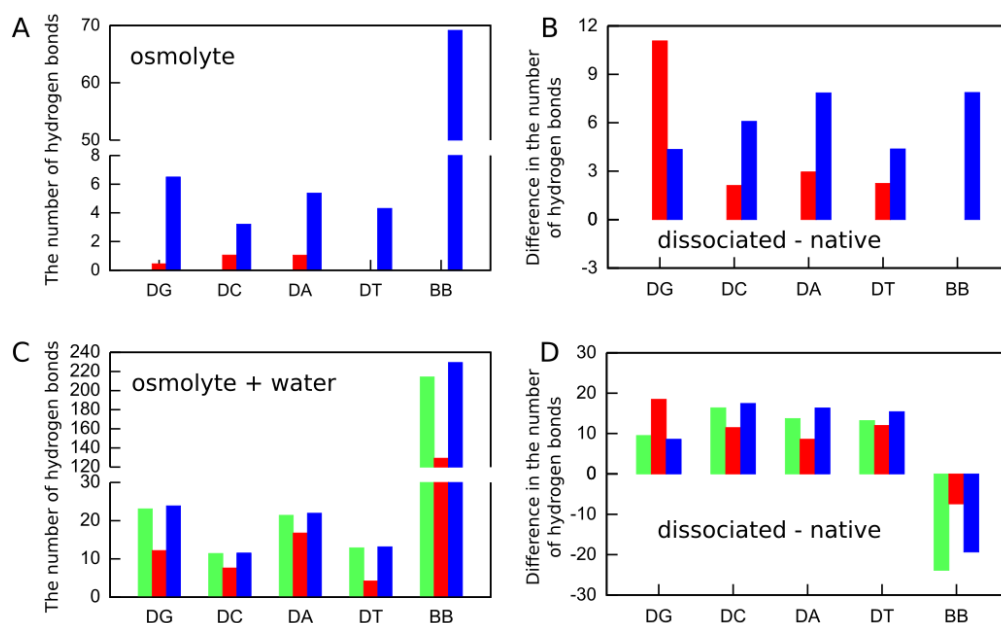 A
The number of hydrogen bonds
osmolyte
70
60
50
8
6
4
2
0
DG DC DA DT BB
B
Difference in the number
of hydrogen bonds
12
9
6
3
0
-3
dissociated - native
DG DC DA DT BB
C
The number of hydrogen bonds
osmolyte + water
240
220
200
180
160
140
120
30
20
10
0
DG DC DA DT BB
D
Difference in the number
of hydrogen bonds
30
20
10
0
-10
-20
-30
dissociated - native
DG DC DA DT BB